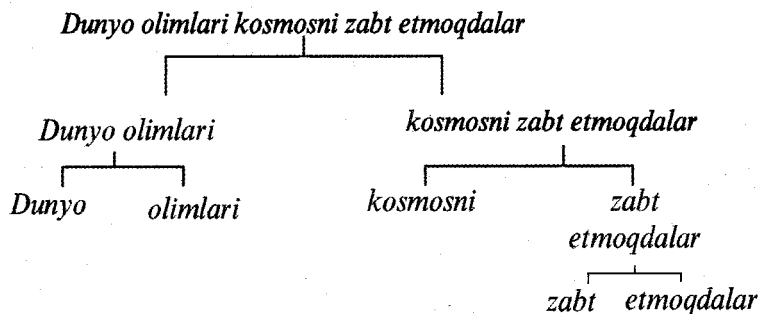 Dunyo olimlari kosmosni zabt etmoqdalar
Dunyo olimlari
kosmosni zabt etmoqdalar
Dunyo
olimlari
kosmosni
zabt
etmoqdalar
zabt
etmoqdalar